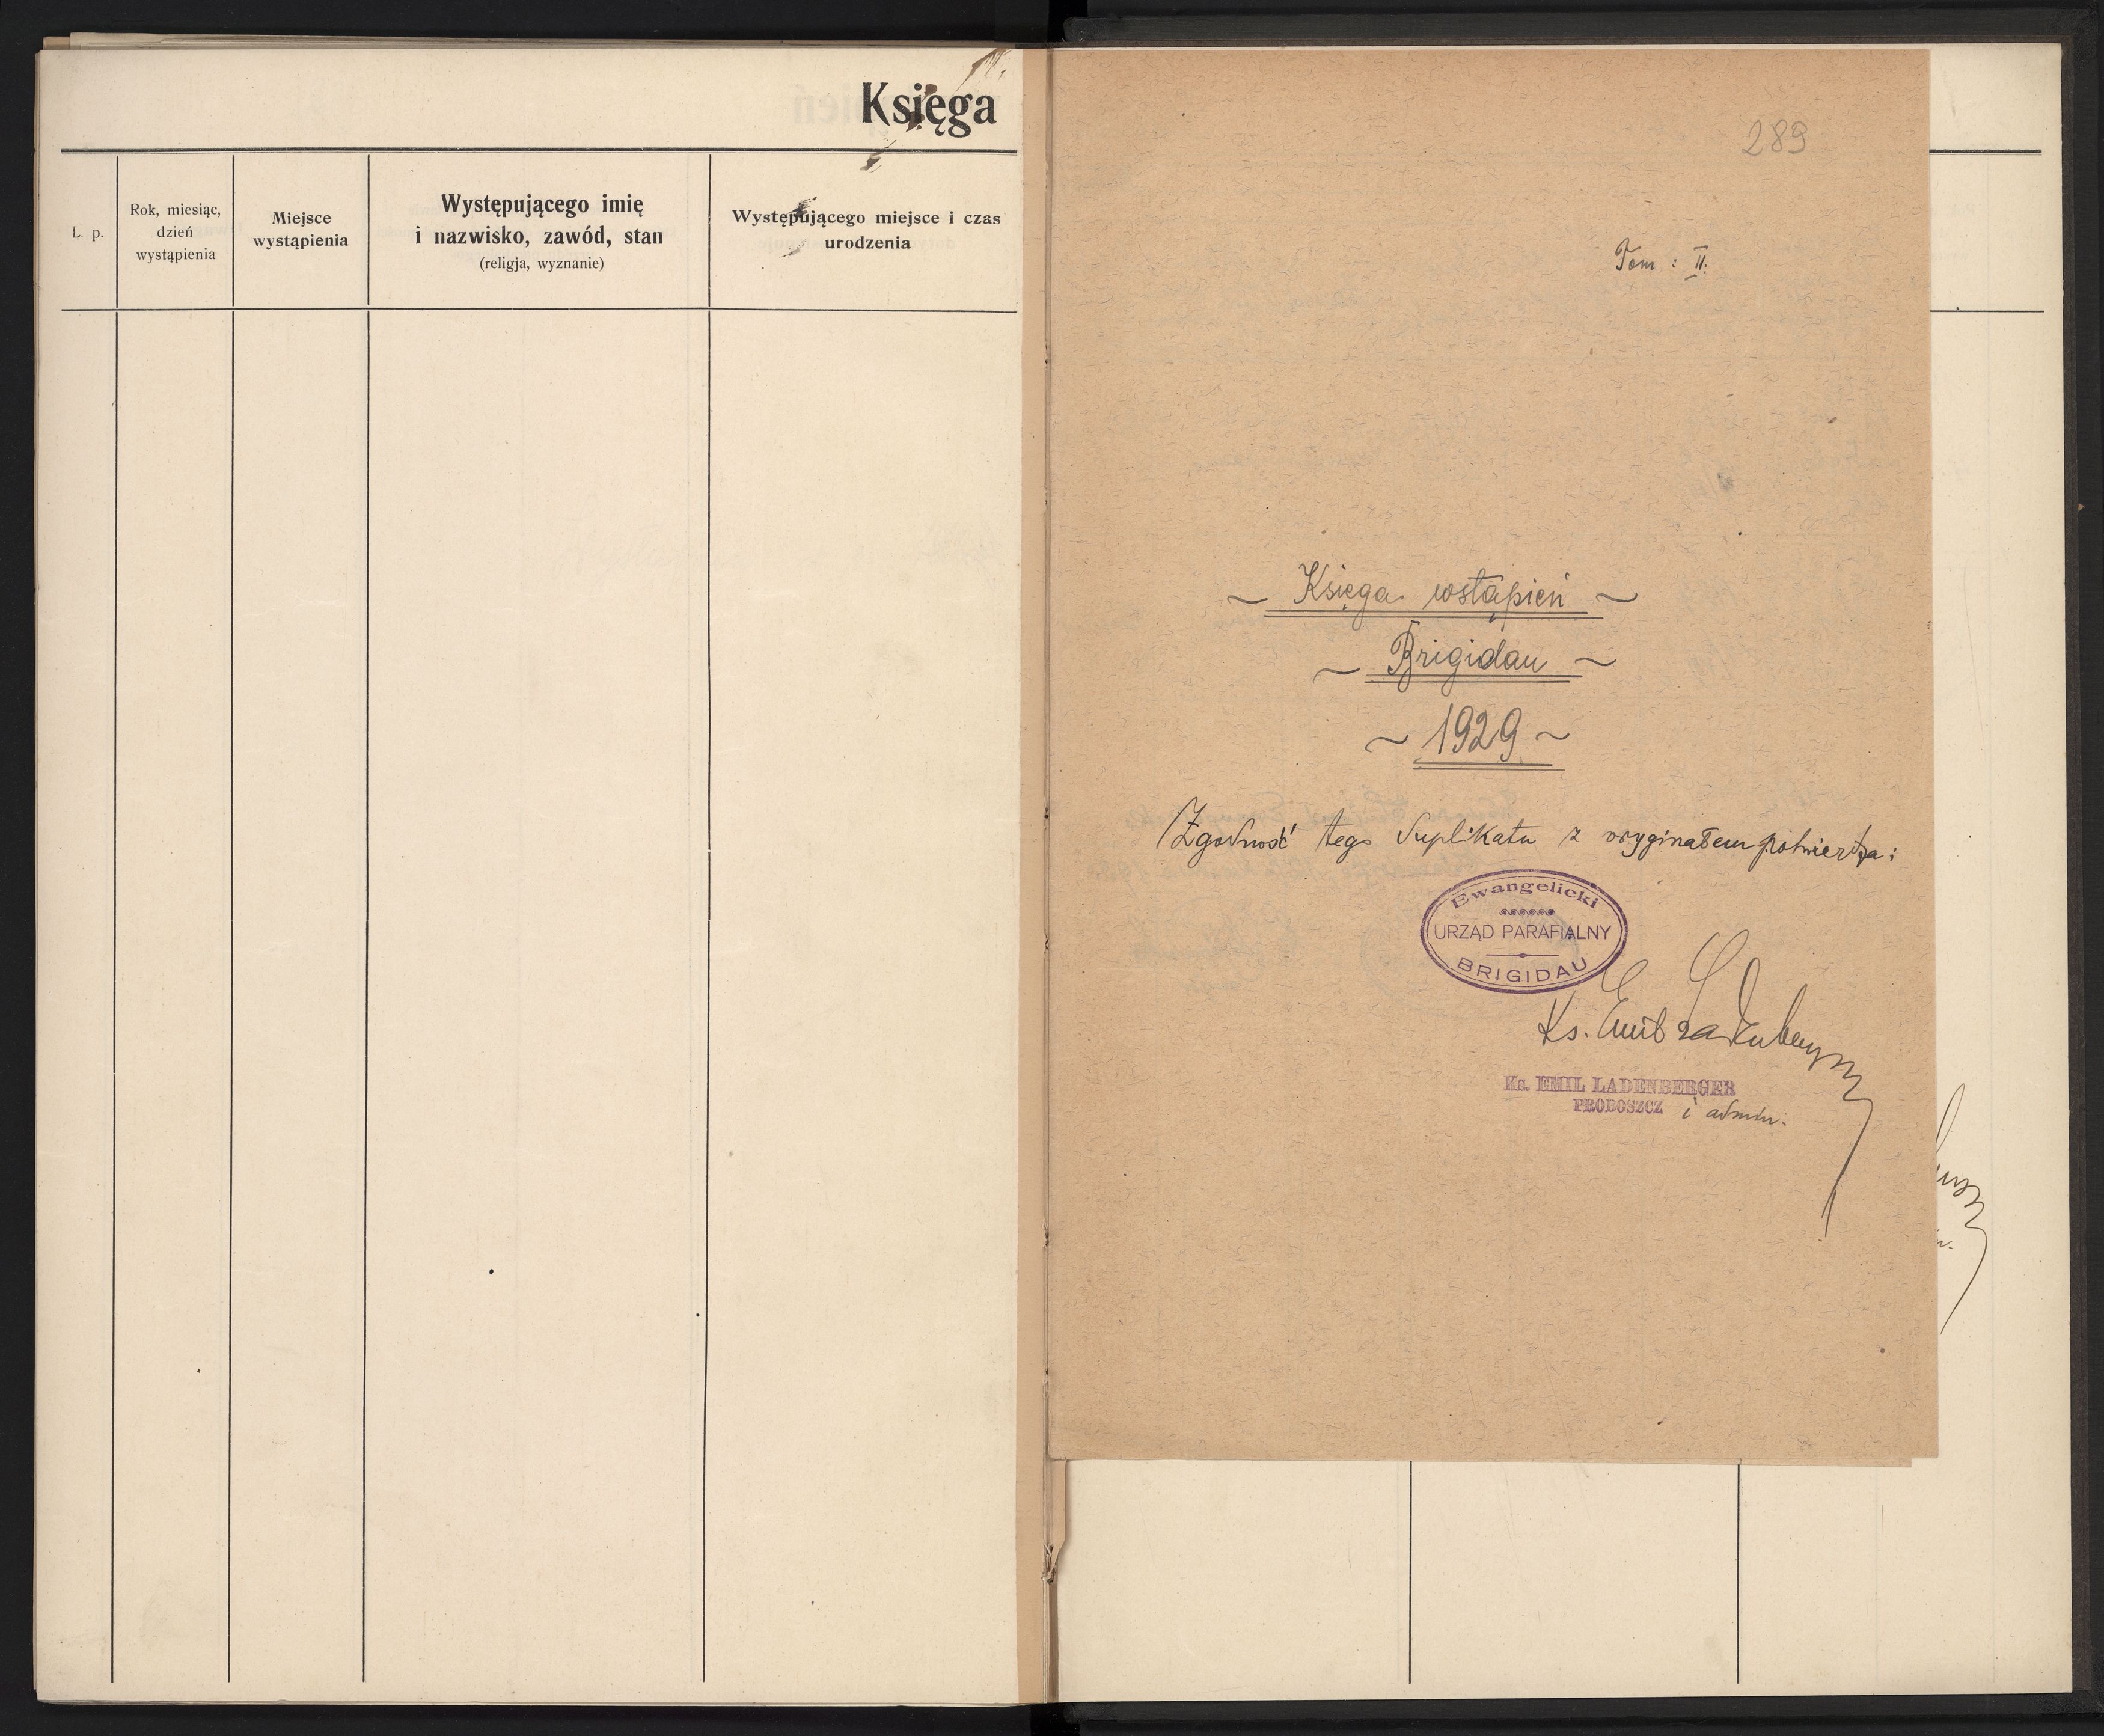 Księga
L p.
Rok, miesiąc,
dzień
wystąpienia
Miejsce
wystąpienia
Występującego imię
i nazwisko, zawód, stan
(religja, wyznanie)
Występującego miejsce i czas
urodzenia
289
Tom : II.
~ Księga wstąpień ~
~ Brigidau ~
~ 1929 ~
Zgodność tego duplikatu z oryginałem potwierdza:
Ewangelicki
URZĄD PARAFIALNY
BRIGIDAU
Ks. Emil Ladenberger
Ks. EMIL LADENBERGER
PROBOSZCZ i admin.